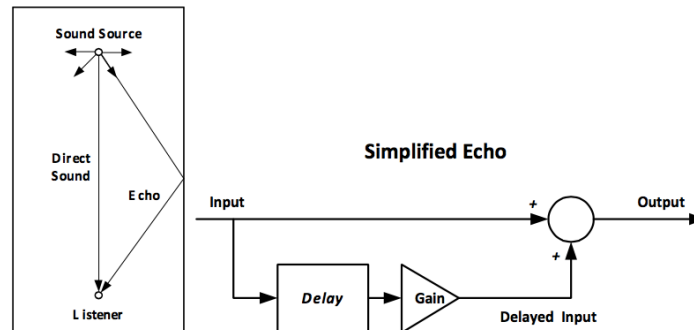 Sound Source
Direct
Sound
Echo
Listener
Simplified Echo
Input
+
Output
+
Delay
Gain
Delayed Input